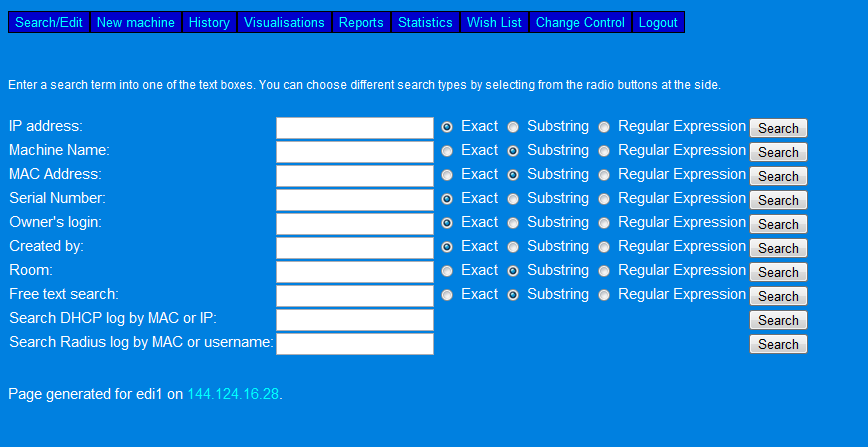 Search/Edit New machine History Visualisations Reports Statistics Wish List Change Control Logout
Enter a search term into one of the text boxes. You can choose different search types by selecting from the radio buttons at the side.
IP address: Exact Substring Regular Expression Search
Machine Name: Exact Substring Regular Expression Search
MAC Address: Exact Substring Regular Expression Search
Serial Number: Exact Substring Regular Expression Search
Owner's login: Exact Substring Regular Expression Search
Created by: Exact Substring Regular Expression Search
Room: Exact Substring Regular Expression Search
Free text search: Exact Substring Regular Expression Search
Search DHCP log by MAC or IP: Search
Search Radius log by MAC or username: Search
Page generated for edi1 on 144.124.16.28.